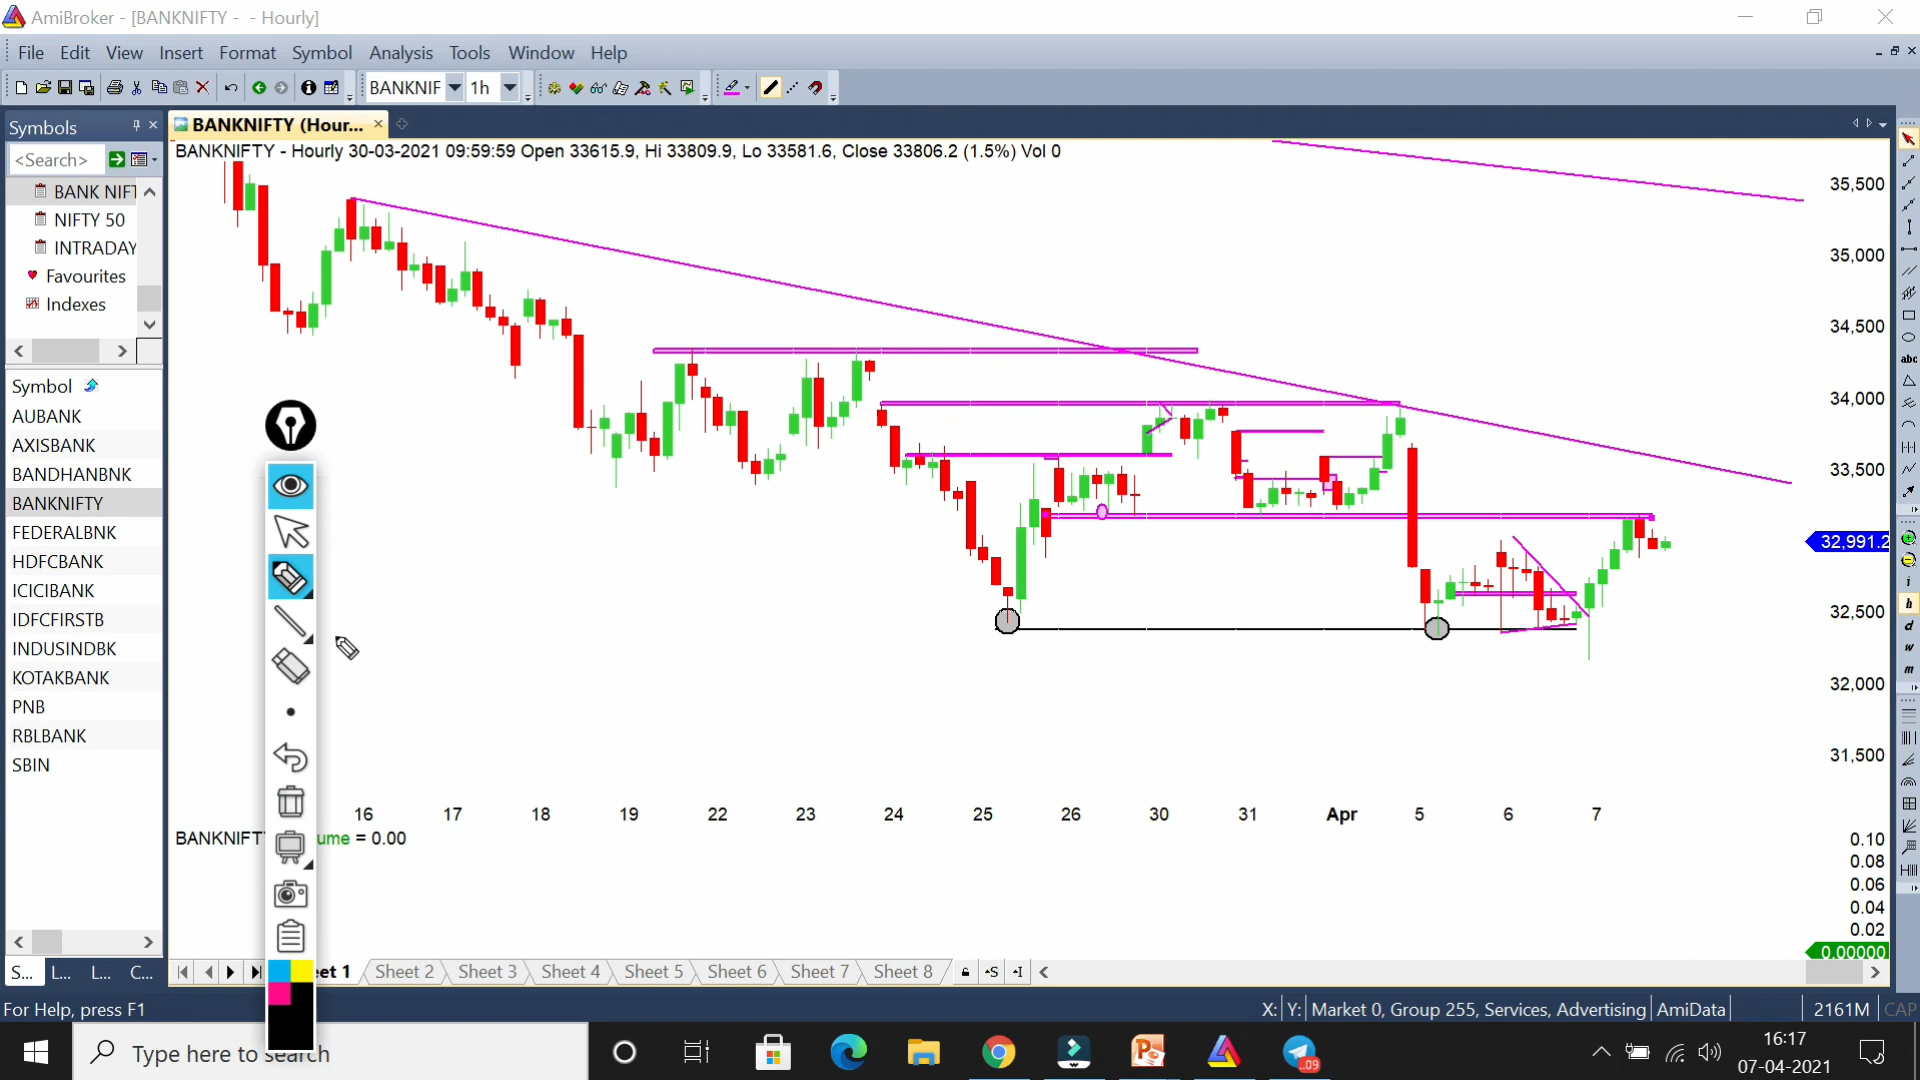 AmiBroker - [BANKNIFTY - - Hourly]
File Edit View Insert Format Symbol Analysis Tools Window Help
BANKNIF 1h
Symbols
BANKNIFTY (Hour...
<Search>
BANKNIFTY - Hourly 30-03-2021 09:59:59 Open 33615.9, Hi 33809.9, Lo 33581.6, Close 33806.2 (1.5%) Vol 0
BANK NIFT
NIFTY 50
INTRADAY
Favourites
Indexes
Symbol
AUBANK
AXISBANK
BANDHANBNK
BANKNIFTY
FEDERALBNK
HDFCBANK
ICICIBANK
IDFCFIRSTB
INDUSINDBK
KOTAKBANK
PNB
RBLBANK
SBIN
35,500
35,000
34,500
34,000
33,500
32,991.2
32,500
32,000
31,500
abc
i
h
d
w
m
16 17 18 19 22 23 24 25 26 30 31 Apr 5 6 7
BANKNIFT ume = 0.00
0.10
0.08
0.06
0.04
0.02
0.00000
S... L... L... C...
et 1 Sheet 2 Sheet 3 Sheet 4 Sheet 5 Sheet 6 Sheet 7 Sheet 8
For Help, press F1
X: Y: Market 0, Group 255, Services, Advertising AmiData 2161M CAP
Type here to search
16:17
07-04-2021